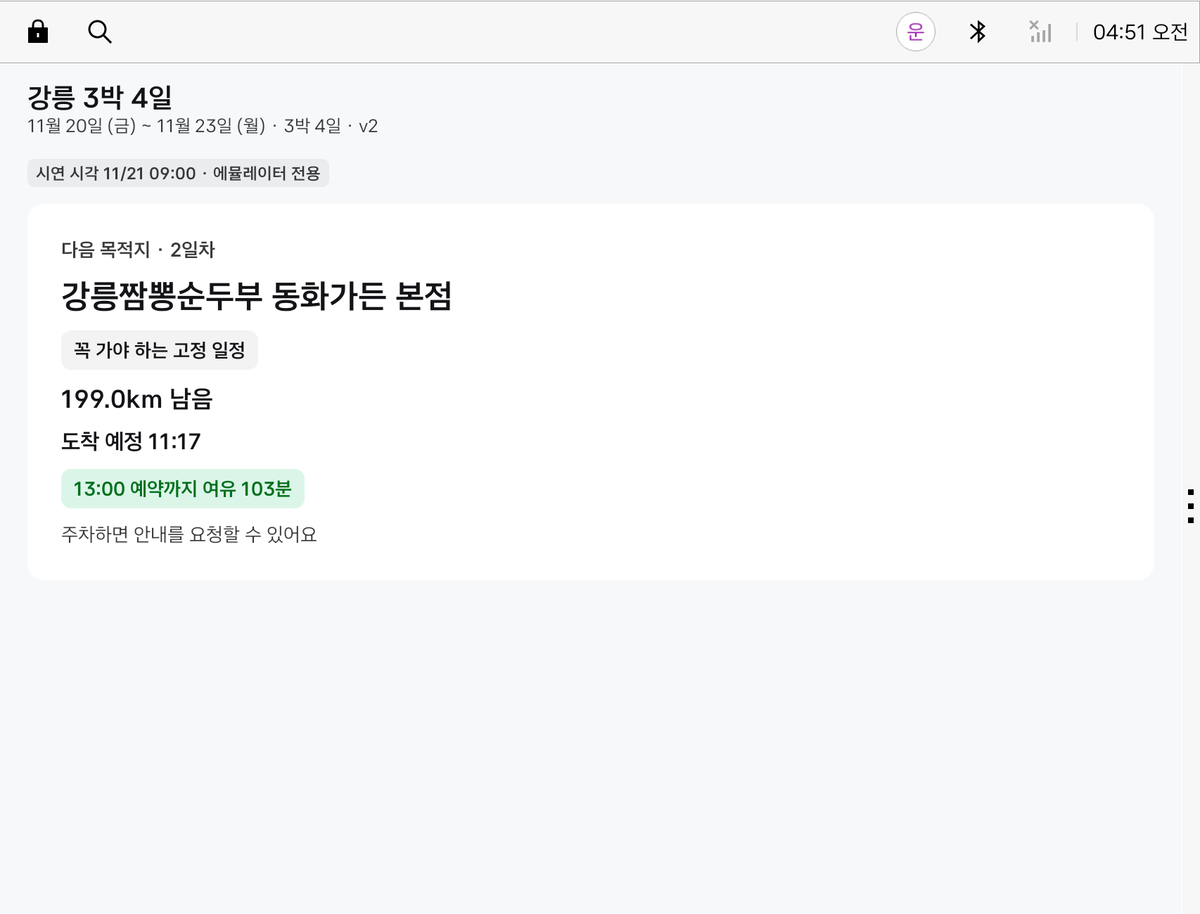 운
04:51 오전
강릉 3박 4일
11월 20일 (금) ~ 11월 23일 (월) · 3박 4일 · v2
시연 시각 11/21 09:00 · 에뮬레이터 전용
다음 목적지 · 2일차
강릉짬뽕순두부 동화가든 본점
꼭 가야 하는 고정 일정
199.0km 남음
도착 예정 11:17
13:00 예약까지 여유 103분
주차하면 안내를 요청할 수 있어요